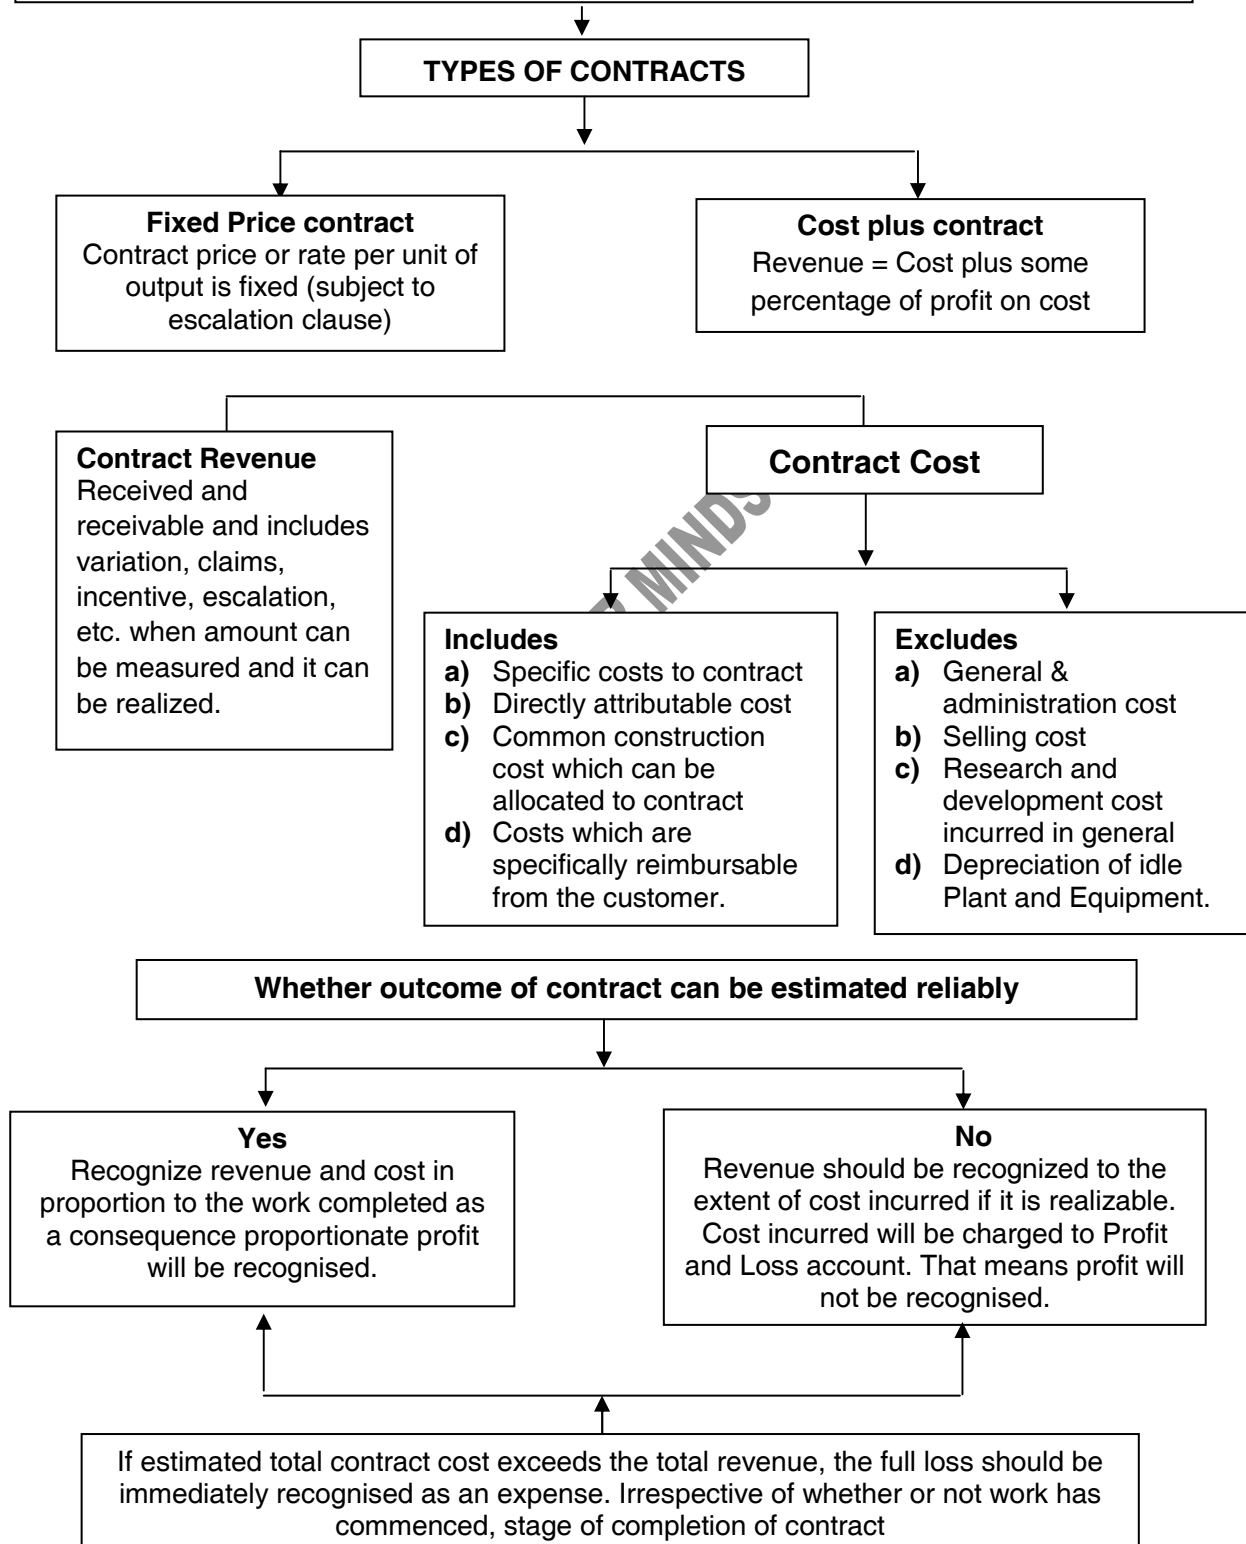 TYPES OF CONTRACTS
Fixed Price contract
Contract price or rate per unit of
output is fixed (subject to
escalation clause)
Cost plus contract
Revenue = Cost plus some
percentage of profit on cost
Contract Revenue
Received and
receivable and includes
variation, claims,
incentive, escalation,
etc. when amount can
be measured and it can
be realized.
Contract Cost
MINDS
Includes
a) Specific costs to contract
b) Directly attributable cost
c) Common construction
cost which can be
allocated to contract
d) Costs which are
specifically reimbursable
from the customer.
Excludes
a) General &
administration cost
b) Selling cost
c) Research and
development cost
incurred in general
d) Depreciation of idle
Plant and Equipment.
Whether outcome of contract can be estimated reliably
Yes
Recognize revenue and cost in
proportion to the work completed as
a consequence proportionate profit
will be recognised.
No
Revenue should be recognized to the
extent of cost incurred if it is realizable.
Cost incurred will be charged to Profit
and Loss account. That means profit will
not be recognised.
If estimated total contract cost exceeds the total revenue, the full loss should be
immediately recognised as an expense. Irrespective of whether or not work has
commenced, stage of completion of contract